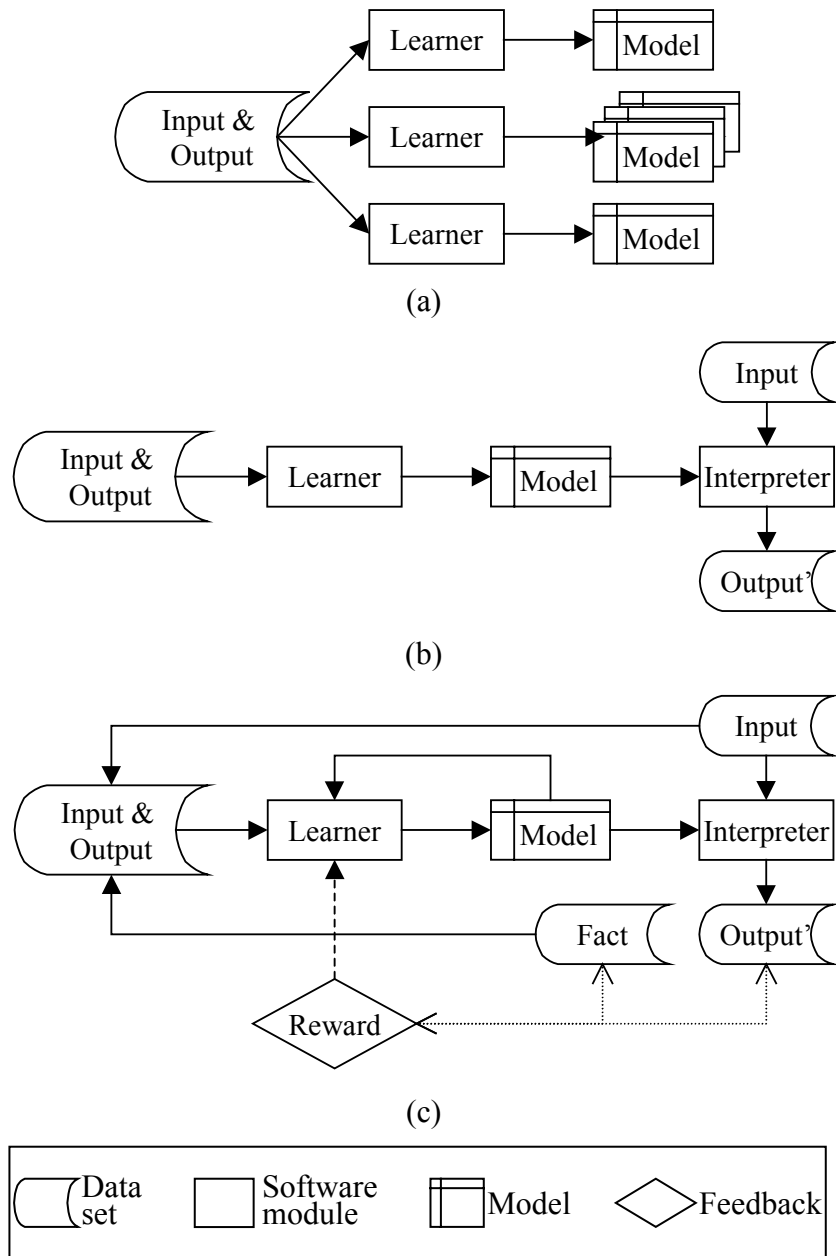 Learner
Model
Input &
Output
Learner
Model
Learner
Model
(a)
Input
Input &
Output
Learner
Model
Interpreter
Output’
(b)
Input
Input &
Output
Learner
Model
Interpreter
Fact
Output’
Reward
(c)
Data
set
Software
module
Model
Feedback